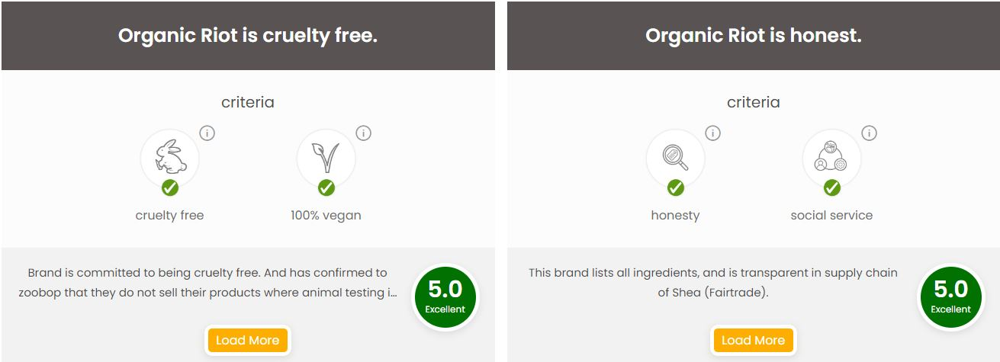 Organic Riot is cruelty free.
criteria
cruelty free
100% vegan
Brand is committed to being cruelty free. And has confirmed to
zoobop that they do not sell their products where animal testing i...
5.0
Excellent
Load More
Organic Riot is honest.
criteria
honesty
social service
This brand lists all ingredients, and is transparent in supply chain
of Shea (Fairtrade).
5.0
Excellent
Load More